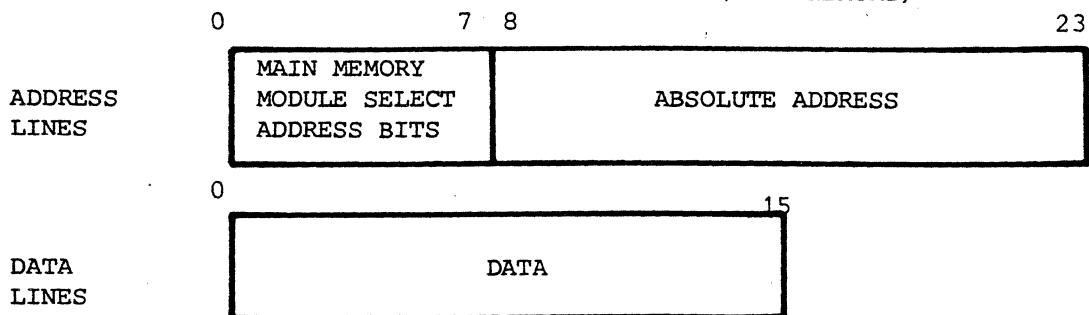 0 7 8 23
ADDRESS LINES
MAIN MEMORY MODULE SELECT ADDRESS BITS
ABSOLUTE ADDRESS
0 15
DATA LINES
DATA